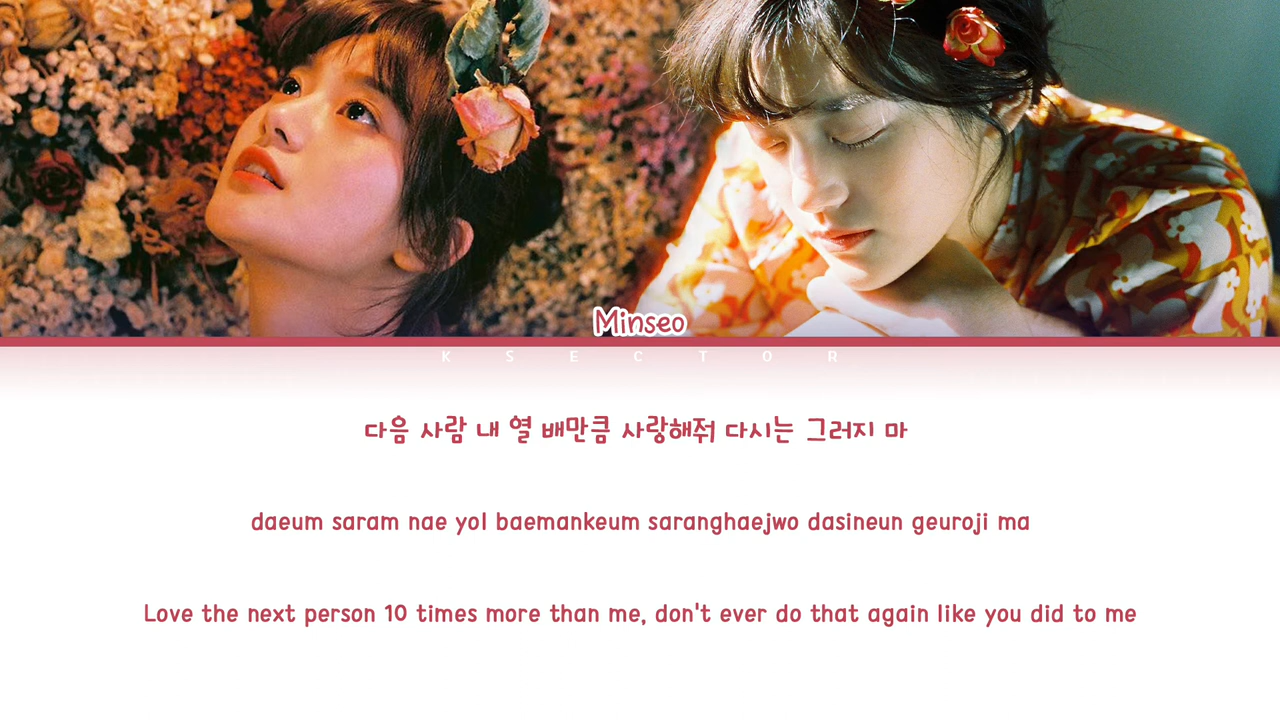 Minseo
K S E C T O R
다음 사람 내 열 배만큼 사랑해줘 다시는 그러지 마
daeum saram nae yol baemankeum saranghaejwo dasineun geuroji ma
Love the next person 10 times more than me, don't ever do that again like you did to me